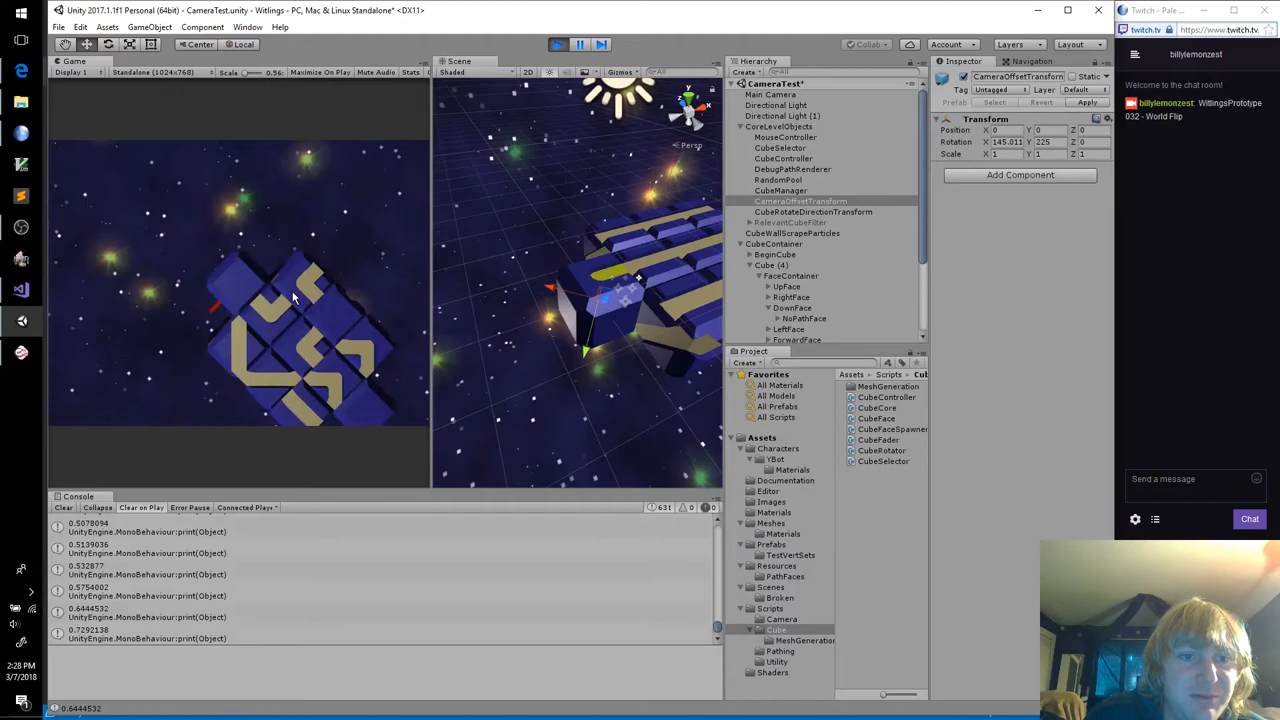 Unity 2017.1.1f1 Personal (64bit) - CameraTest.unity - Witlings - PC, Mac & Linux Standalone* <DX11>
File Edit Assets GameObject Component Window Help
Center Local
Collab Account Layers Layout
Game
Display 1 Standalone (1024x768) Scale 0.56 Maximize On Play Mute Audio Stats
Scene
Shaded 2D Gizmos All
y
x
Persp
Hierarchy
Create All
CameraTest*
Main Camera
Directional Light
Directional Light (1)
CoreLevelObjects
MouseController
CubeSelector
CubeController
DebugPathRenderer
RandomPool
CubeManager
CameraOffsetTransform
CubeRotateDirectionTransform
RelevantCubeFilter
CubeWallScrapeParticles
CubeContainer
BeginCube
Cube (4)
FaceContainer
UpFace
RightFace
DownFace
NoPathFace
LeftFace
ForwardFace
Project
Create
Favorites
All Materials
All Models
All Prefabs
All Scripts
Assets
Characters
YBot
Materials
Documentation
Editor
Images
Materials
Meshes
Materials
Prefabs
TestVertSets
Resources
PathFaces
Scenes
Broken
Scripts
Camera
Cube
MeshGeneration
Pathing
Utility
Shaders
Assets Scripts Cub
MeshGeneration
CubeController
CubeCore
CubeFace
CubeFaceSpawner
CubeFader
CubeRotator
CubeSelector
Inspector Navigation
CameraOffsetTransform Static
Tag Untagged Layer Default
Prefab Select Revert Apply
Transform
Position X 0 Y 0 Z 0
Rotation X 145.011 Y 225 Z 0
Scale X 1 Y 1 Z 1
Add Component
Console
Clear Collapse Clear on Play Error Pause Connected Playe
631 0 0
UnityEngine.MonoBehaviour:print(Object)
0.5078094
UnityEngine.MonoBehaviour:print(Object)
0.5139036
UnityEngine.MonoBehaviour:print(Object)
0.532877
UnityEngine.MonoBehaviour:print(Object)
0.5754002
UnityEngine.MonoBehaviour:print(Object)
0.6444532
UnityEngine.MonoBehaviour:print(Object)
0.7292138
UnityEngine.MonoBehaviour:print(Object)
0.6444532
2:28 PM
3/7/2018
Twitch - Pale
twitch.tv https://www.twitch.tv
billylemonzest
Welcome to the chat room!
billylemonzest: WitlingsPrototype
032 - World Flip
Send a message
Chat